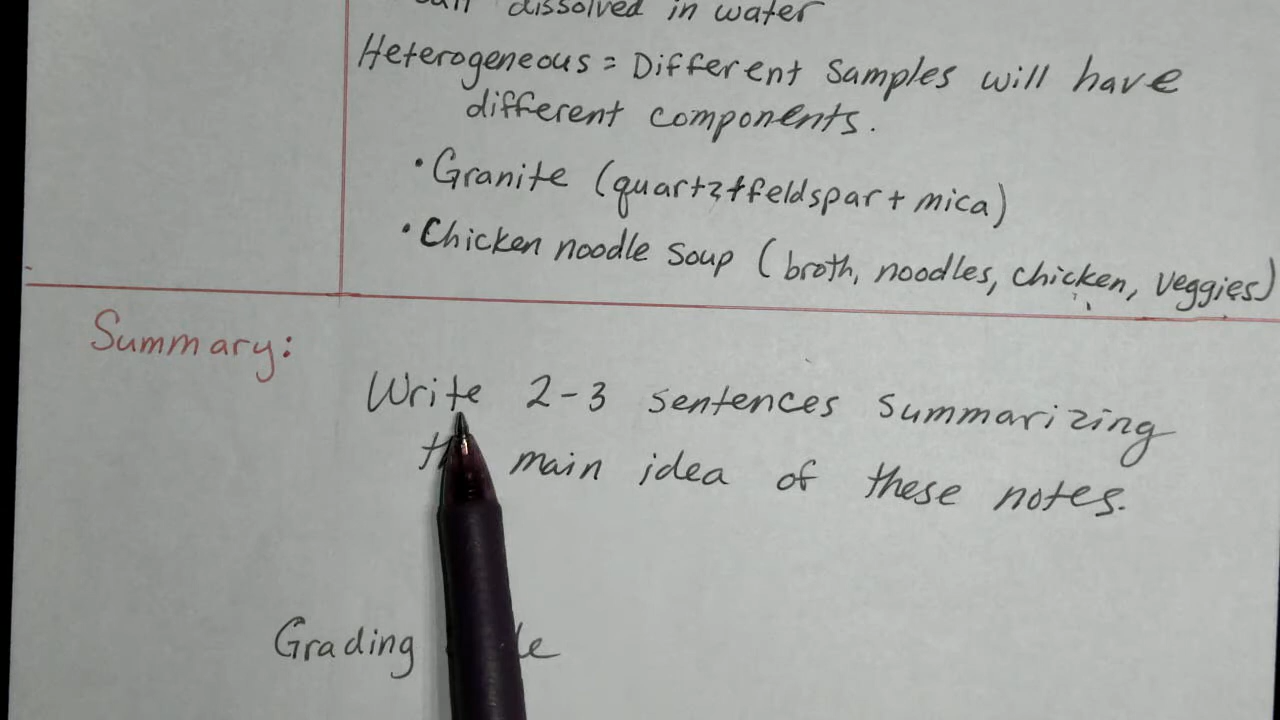 dissolved in water
Heterogeneous = Different samples will have
different components.
• Granite (quartz+feldspar + mica)
• Chicken noodle soup (broth, noodles, chicken, veggies)
Summary:
Write 2-3 sentences summarizing
main idea of these notes.
Grading